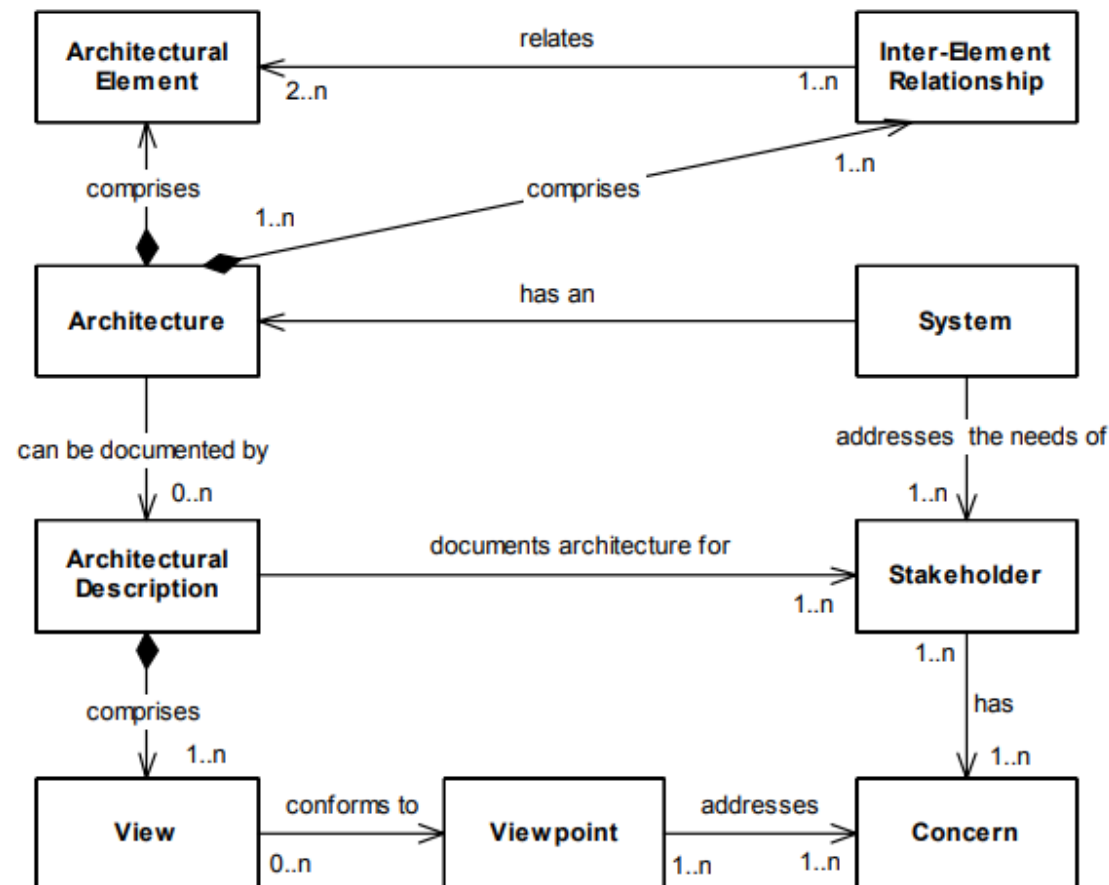 Architectural
Element
relates
2..n
1..n
Inter-Element
Relationship
comprises
1..n
comprises
1..n
Architecture
has an
System
can be documented by
0..n
addresses the needs of
1..n
Architectural
Description
documents architecture for
1..n
Stakeholder
comprises
1..n
1..n
has
1..n
View
conforms to
0..n
Viewpoint
addresses
1..n
1..n
Concern